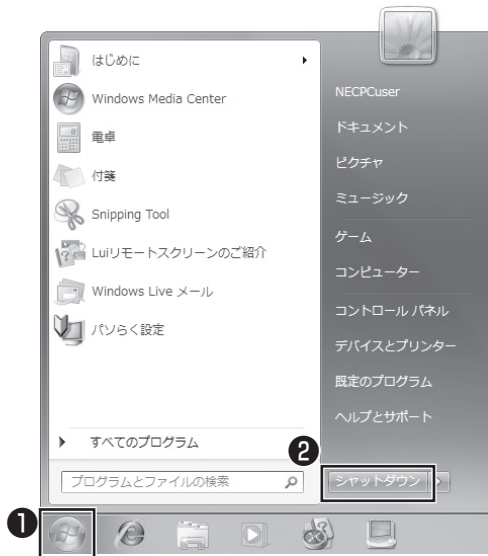 はじめに
Windows Media Center
電卓
付箋
Snipping Tool
Luiリモートスクリーンのご紹介
Windows Live メール
パソらく設定
すべてのプログラム
プログラムとファイルの検索
NECPCuser
ドキュメント
ピクチャ
ミュージック
ゲーム
コンピューター
コントロール パネル
デバイスとプリンター
既定のプログラム
ヘルプとサポート
❷
シャットダウン
❶